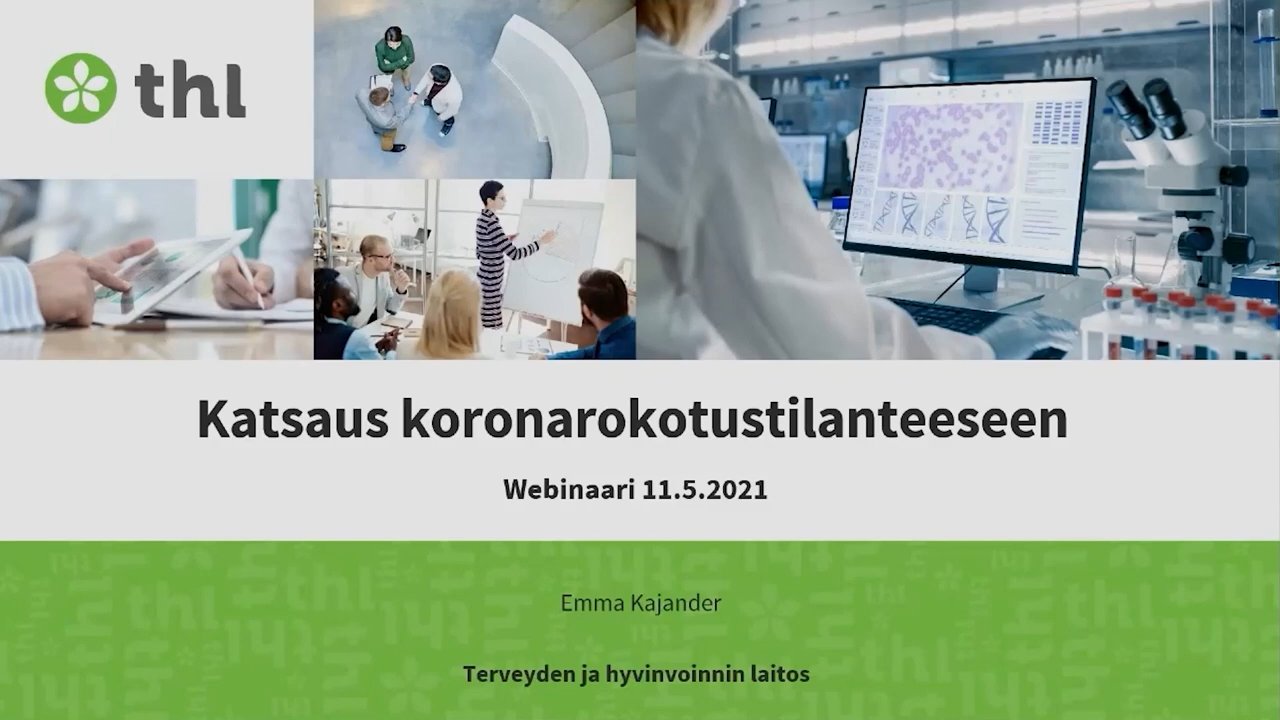 thl
Katsaus koronarokotustilanteeseen
Webinaari 11.5.2021
Emma Kajander
Terveyden ja hyvinvoinnin laitos